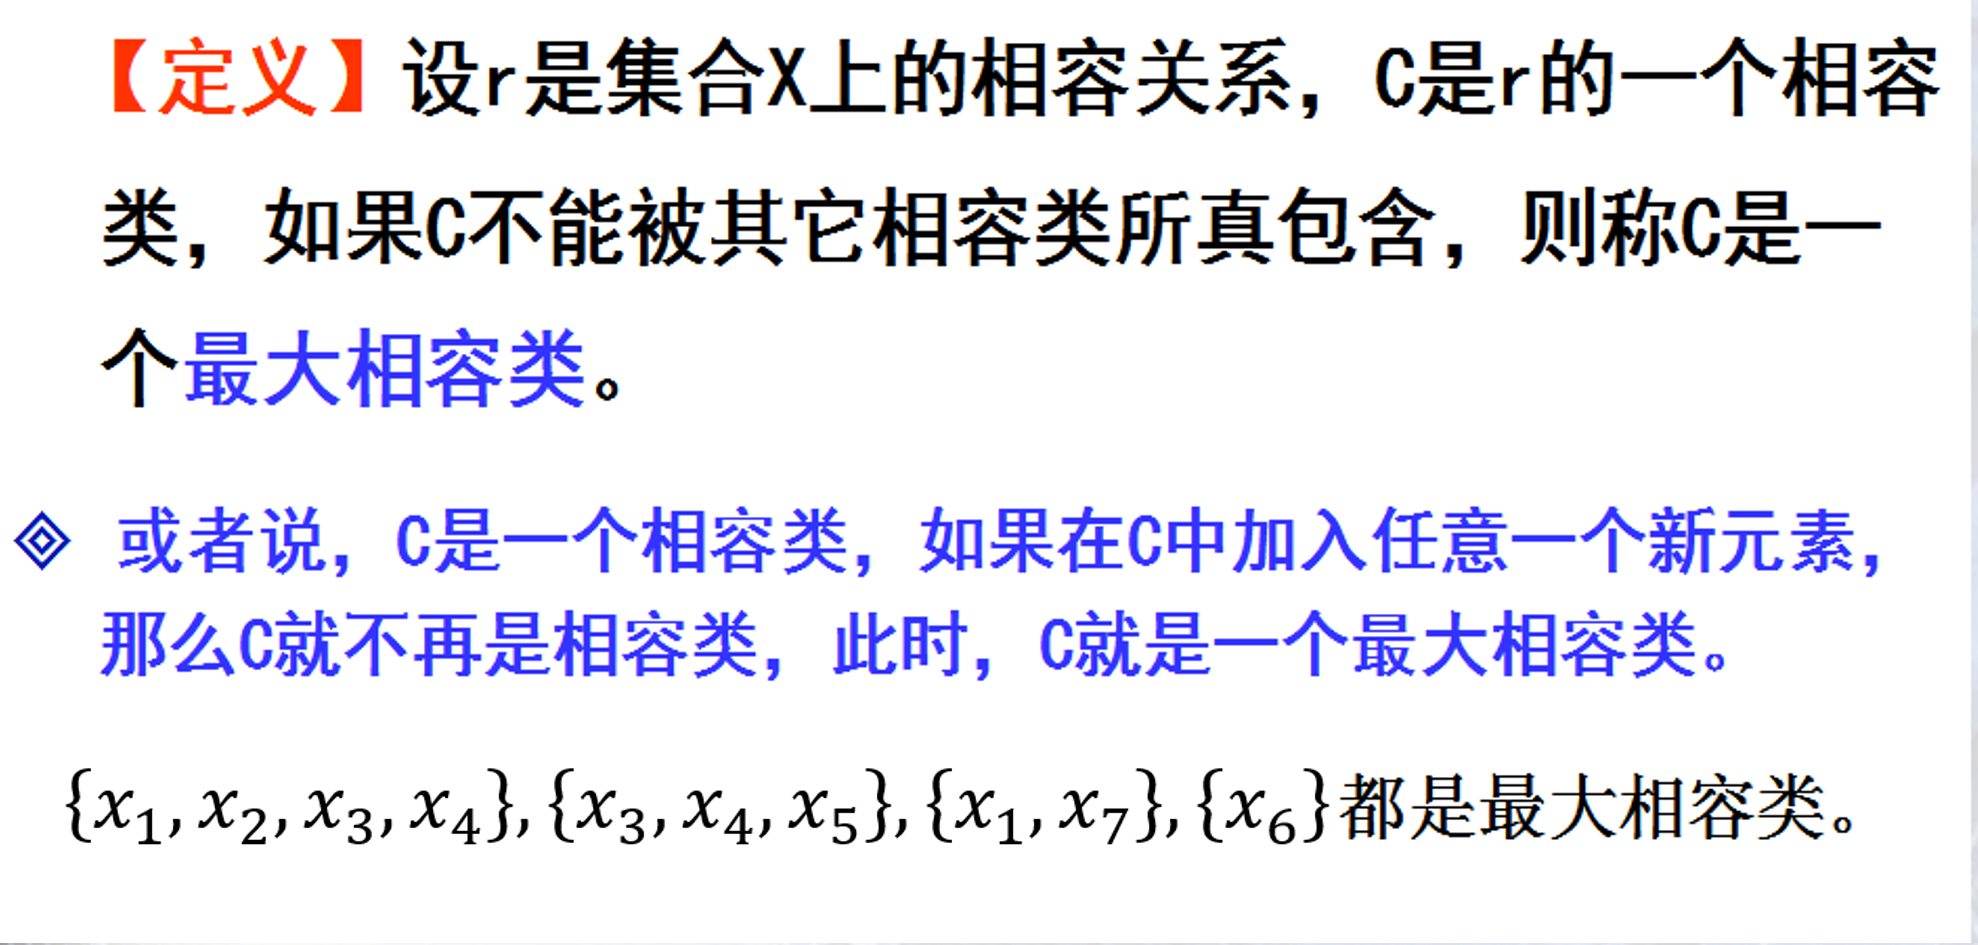 【定义】设r是集合X上的相容关系，C是r的一个相容
类，如果C不能被其它相容类所真包含，则称C是一
个最大相容类。
或者说，C是一个相容类，如果在C中加入任意一个新元素，
那么C就不再是相容类，此时，C就是一个最大相容类。
{x₁, x₂, x₃, x₄}, {x₃, x₄, x₅}, {x₁, x₇}, {x₆}都是最大相容类。